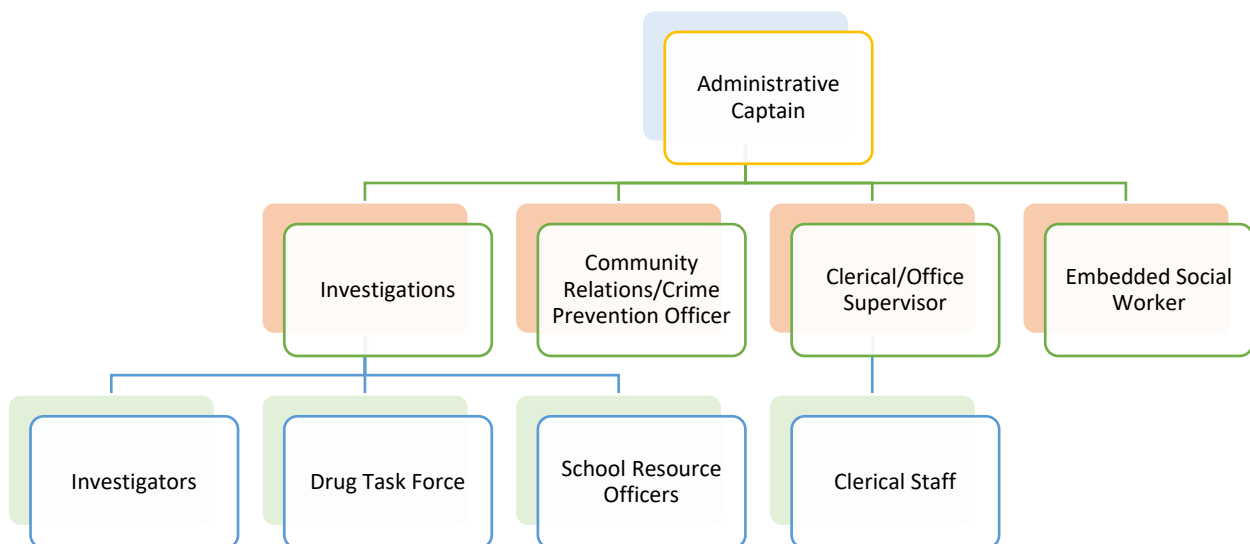 Administrative
Captain
Investigations
Community
Relations/Crime
Prevention Officer
Clerical/Office
Supervisor
Embedded Social
Worker
Investigators
Drug Task Force
School Resource
Officers
Clerical Staff